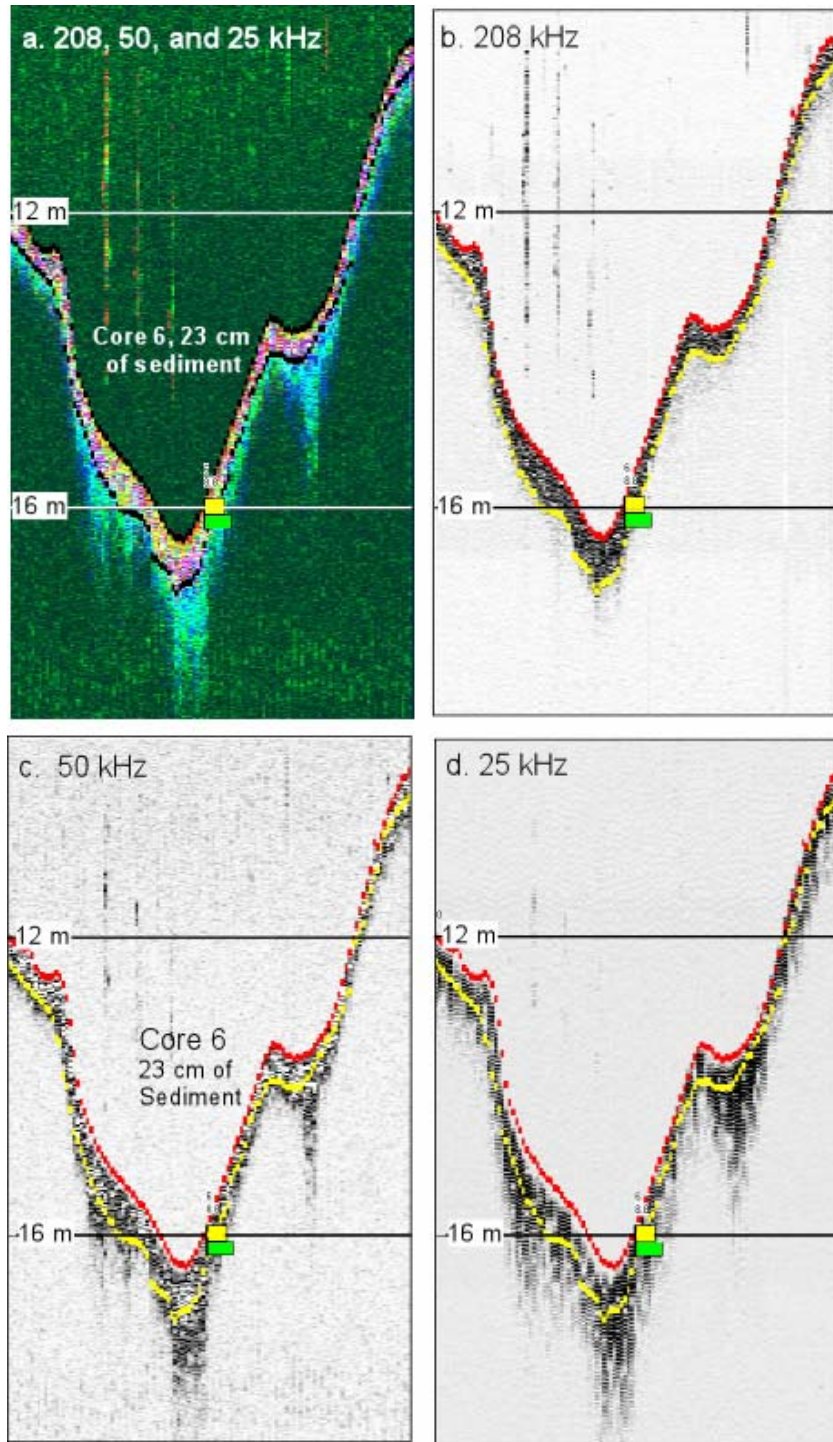 a. 208, 50, and 25 kHz
12 m
Core 6, 23 cm
of sediment
16 m
b. 208 kHz
12 m
16 m
c. 50 kHz
12 m
Core 6
23 cm of
Sediment
16 m
d. 25 kHz
12 m
16 m